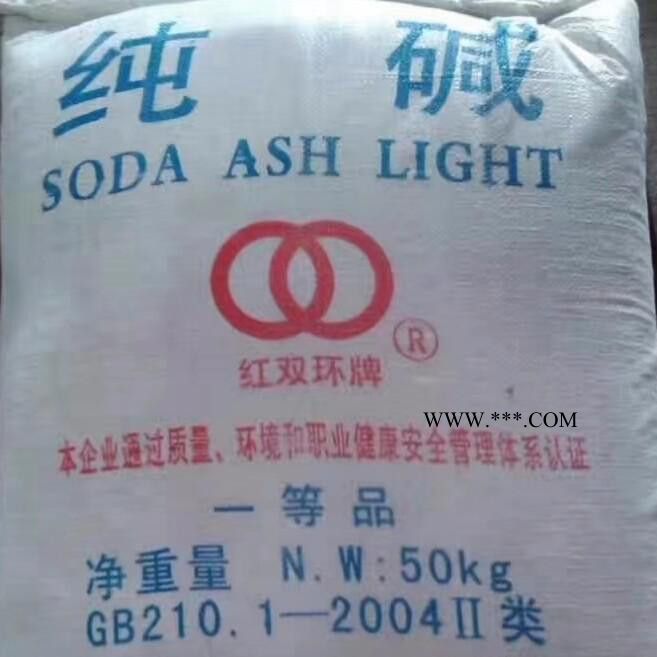 纯碱
SODA ASH LIGHT
®
红双环牌
WWW.***.COM
本企业通过质量、环境和职业健康安全管理体系认证
一等品
净重量 N.W:50kg
GB210.1—2004Ⅱ类